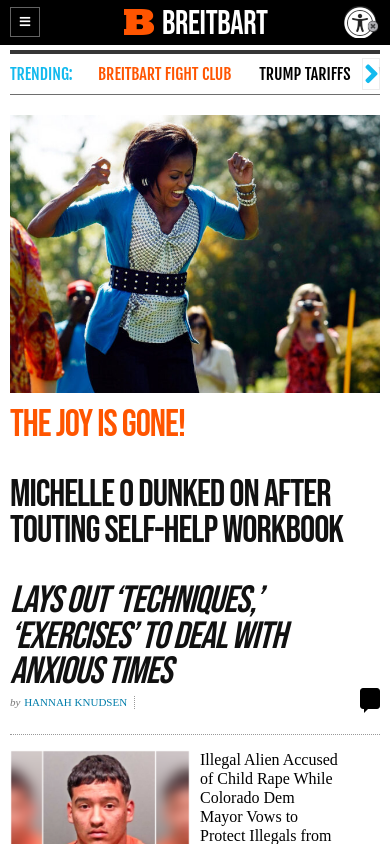 BREITBART
TRENDING:
BREITBART FIGHT CLUB
TRUMP TARIFFS
THE JOY IS GONE!
MICHELLE O DUNKED ON AFTER
TOUTING SELF-HELP WORKBOOK
LAYS OUT ‘TECHNIQUES,’
‘EXERCISES’ TO DEAL WITH
ANXIOUS TIMES
by HANNAH KNUDSEN
Illegal Alien Accused
of Child Rape While
Colorado Dem
Mayor Vows to
Protect Illegals from